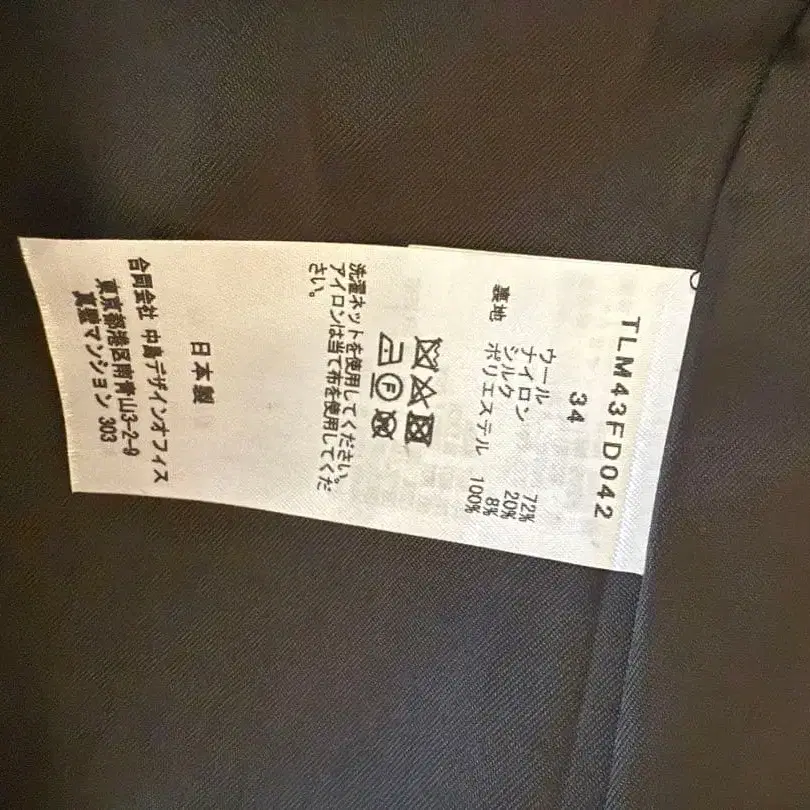 TLM43FD042
34
ウール 72%
ナイロン 20%
シルク 8%
裏地 ポリエステル 100%
洗濯ネットを使用してください。
アイロンは当て布を使用してくだ
さい。
日本製
合同会社 中島デザインオフィス
東京都港区南青山3-2-9
真壁マンション 303